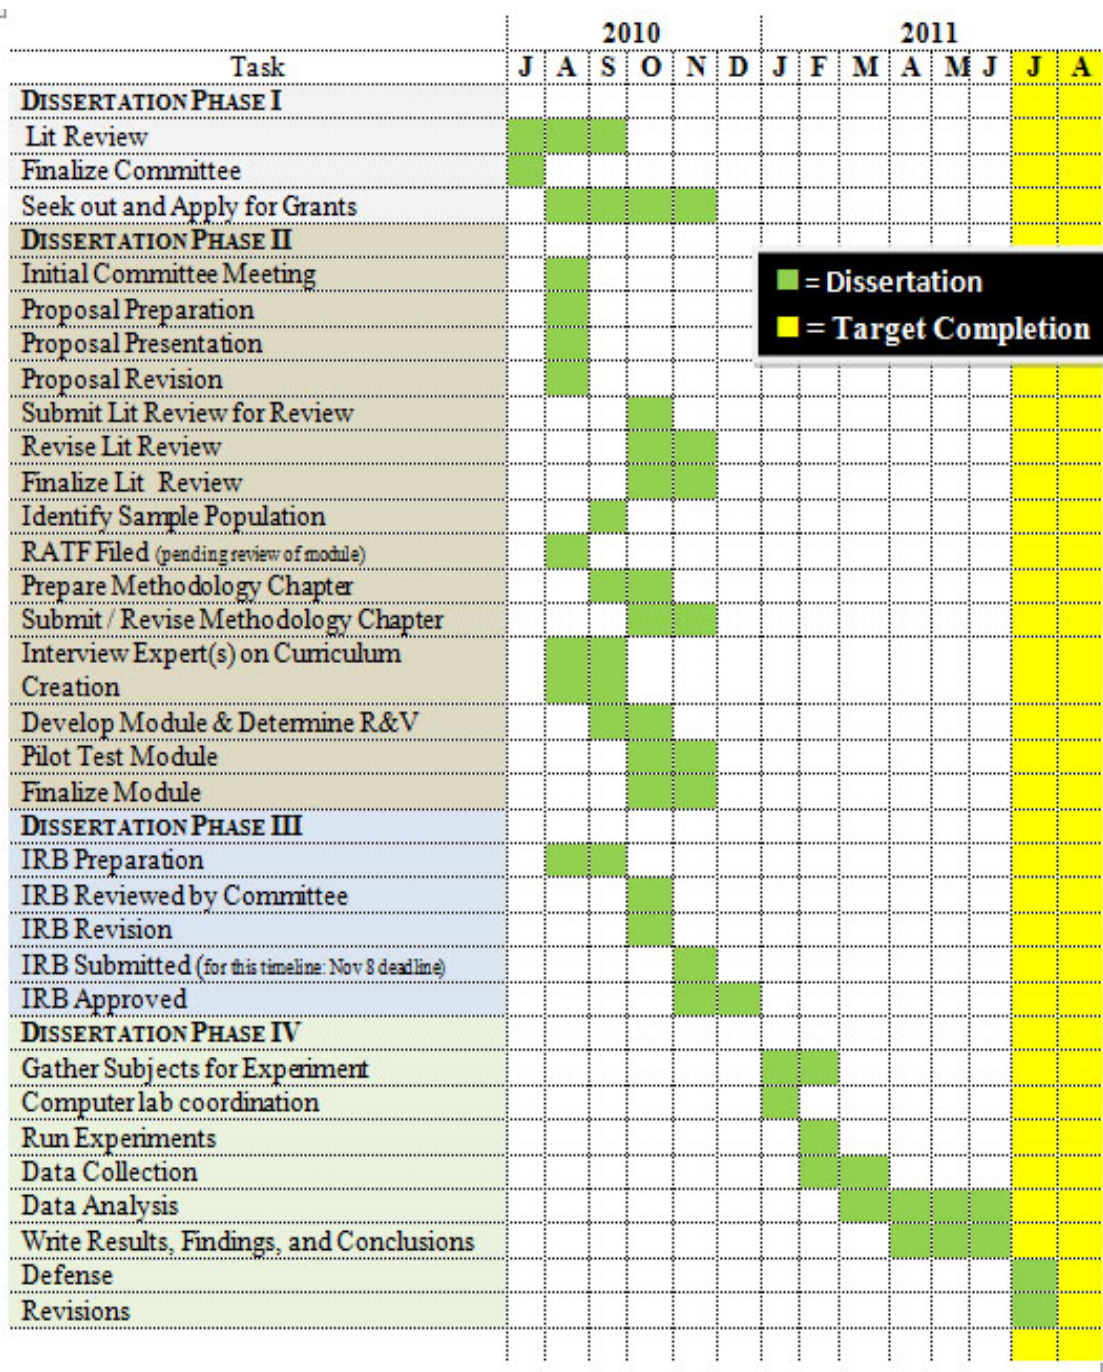 2010 2011
Task J A S O N D J F M A M J J A
DISSERTATION PHASE I
Lit Review
Finalize Committee
Seek out and Apply for Grants
DISSERTATION PHASE II
Initial Committee Meeting
= Dissertation
Proposal Preparation
= Target Completion
Proposal Presentation
Proposal Revision
Submit Lit Review for Review
Revise Lit Review
Finalize Lit Review
Identify Sample Population
RATF Filed (pending review of module)
Prepare Methodology Chapter
Submit / Revise Methodology Chapter
Interview Expert(s) on Curriculum
Creation
Develop Module & Determine R&V
Pilot Test Module
Finalize Module
DISSERTATION PHASE III
IRB Preparation
IRB Reviewed by Committee
IRB Revision
IRB Submitted (for this timeline: Nov 8 deadline)
IRB Approved
DISSERTATION PHASE IV
Gather Subjects for Experiment
Computer lab coordination
Run Experiments
Data Collection
Data Analysis
Write Results, Findings, and Conclusions
Defense
Revisions